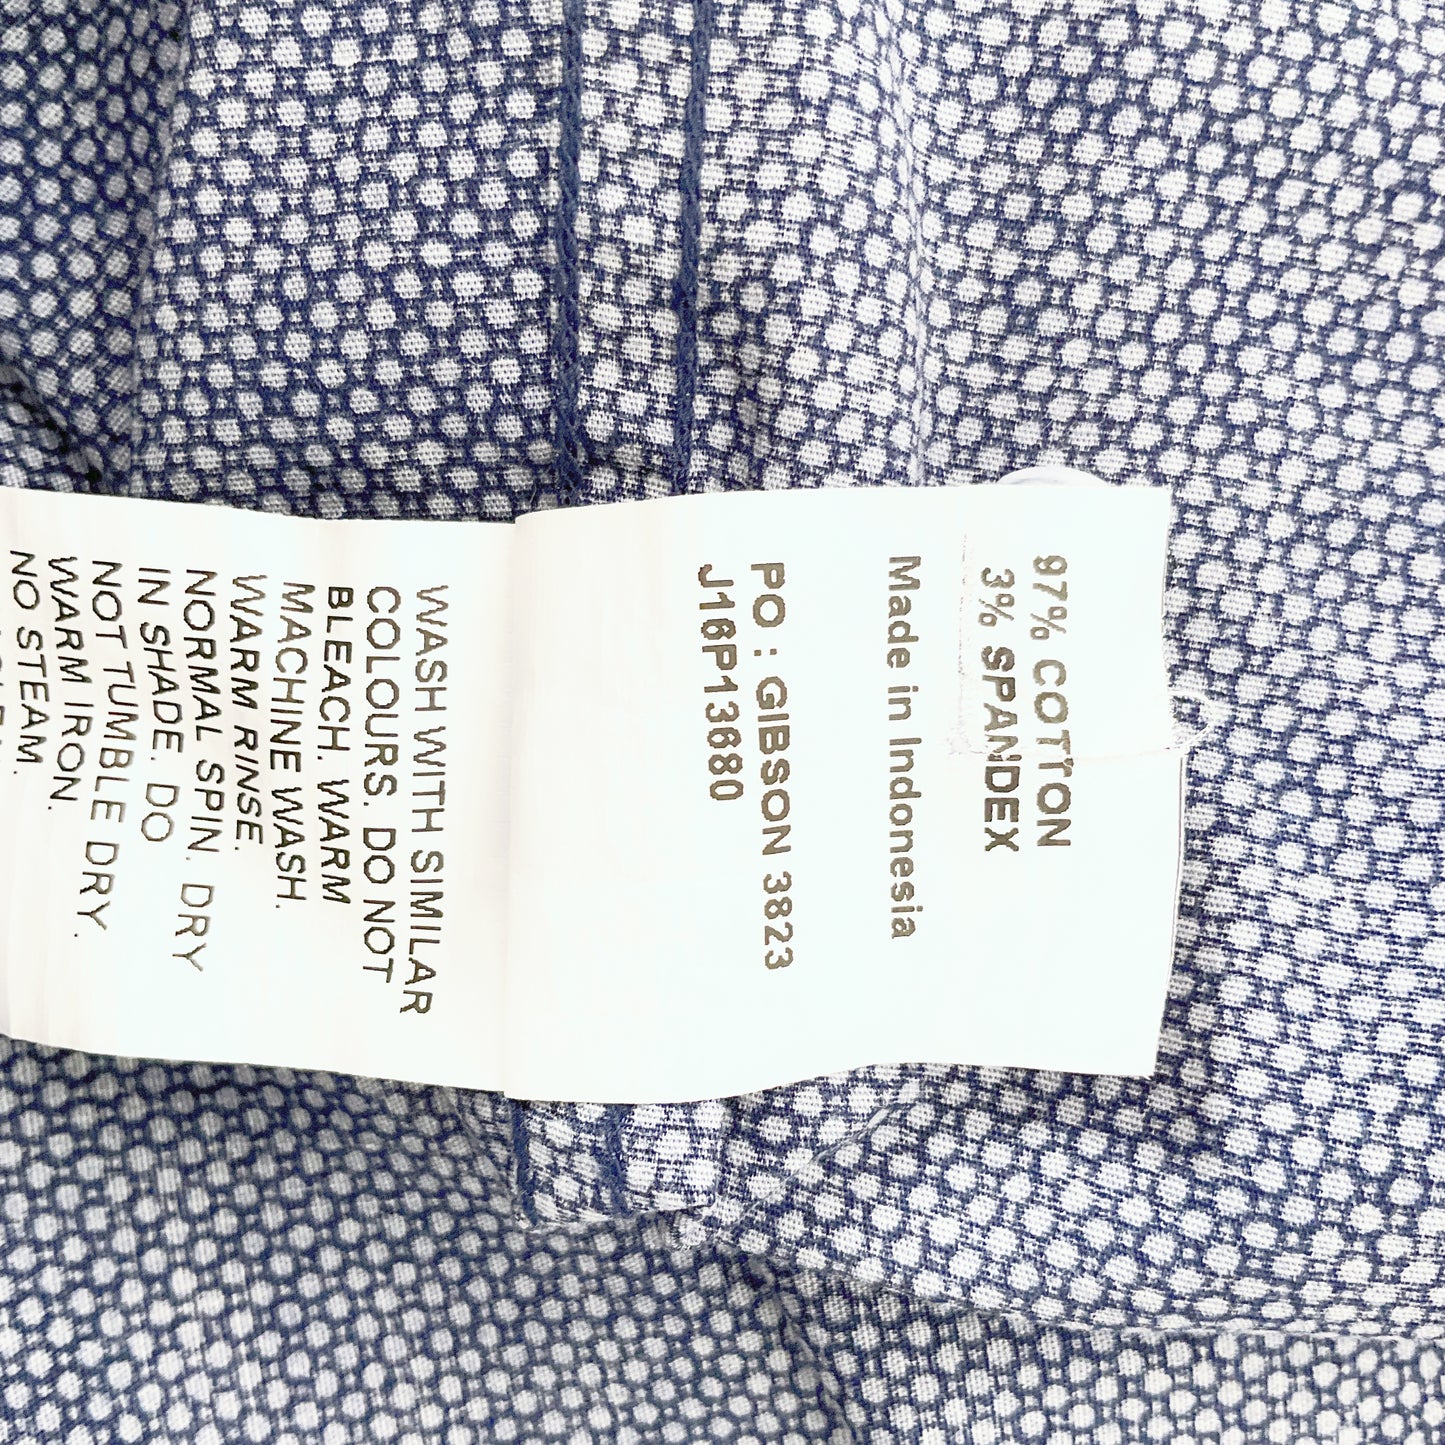 97% COTTON
3% SPANDEX
Made in Indonesia
PO : GIBSON 3823
J16P13680
WASH WITH SIMILAR
COLOURS. DO NOT
BLEACH. WARM
MACHINE WASH.
WARM RINSE.
NORMAL SPIN. DRY
IN SHADE. DO
NOT TUMBLE DRY.
WARM IRON.
NO STEAM.